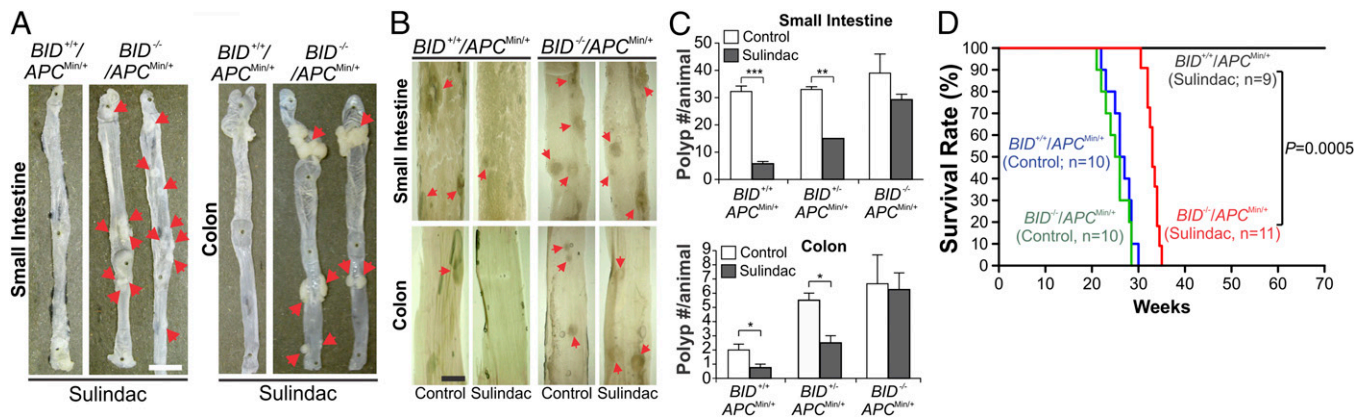 A
BID+/+/
APCMin/+
BID-/-
/APCMin/+
BID+/+/
APCMin/+
BID-/-
/APCMin/+
Small Intestine
Colon
Sulindac
Sulindac
B
BID+/+/APCMin/+
BID-/-/APCMin/+
Small Intestine
Colon
Control
Sulindac
Control
Sulindac
C
Small Intestine
Control
Sulindac
Polyp #/animal
50
40
30
20
10
0
***
**
BID+/+
APCMin/+
BID+/-
APCMin/+
BID-/-
APCMin/+
Colon
Control
Sulindac
Polyp #/animal
9
8
7
6
5
4
3
2
1
0
*
*
BID+/+
APCMin/+
BID+/-
APCMin/+
BID-/-
APCMin/+
D
Survival Rate (%)
100
90
80
70
60
50
40
30
20
10
0
BID+/+/APCMin/+
(Sulindac; n=9)
BID+/+/APCMin/+
(Control; n=10)
P=0.0005
BID-/-/APCMin/+
(Control, n=10)
BID-/-/APCMin/+
(Sulindac, n=11)
0 10 20 30 40 50 60 70
Weeks